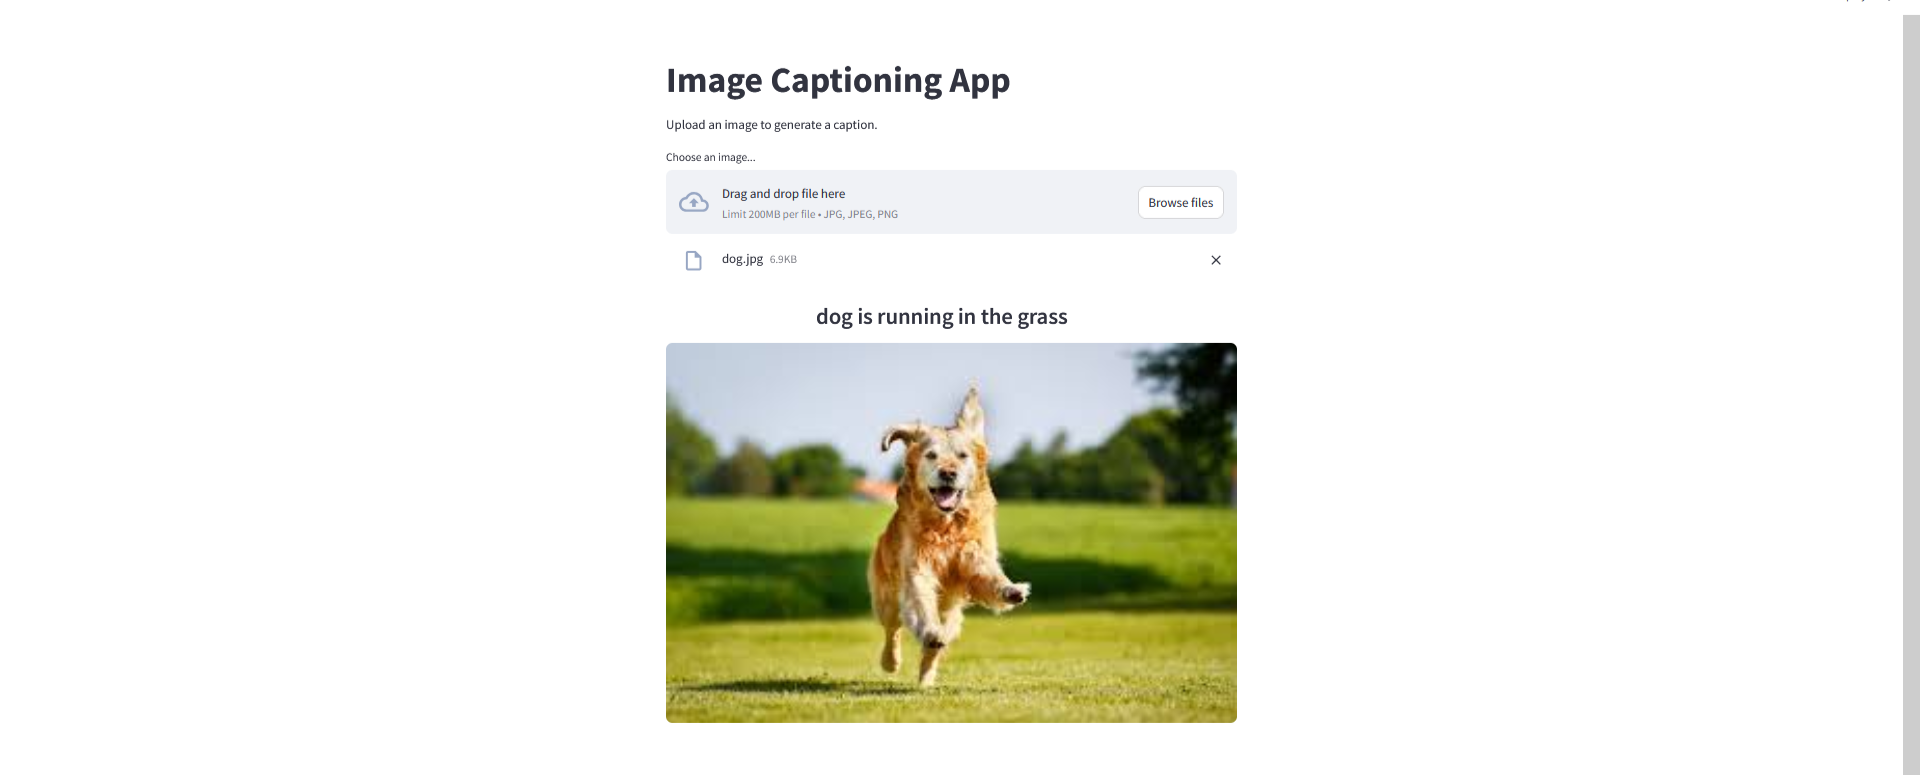 Image Captioning App
Upload an image to generate a caption.
Choose an image...
Drag and drop file here
Limit 200MB per file • JPG, JPEG, PNG
Browse files
dog.jpg 6.9KB
dog is running in the grass